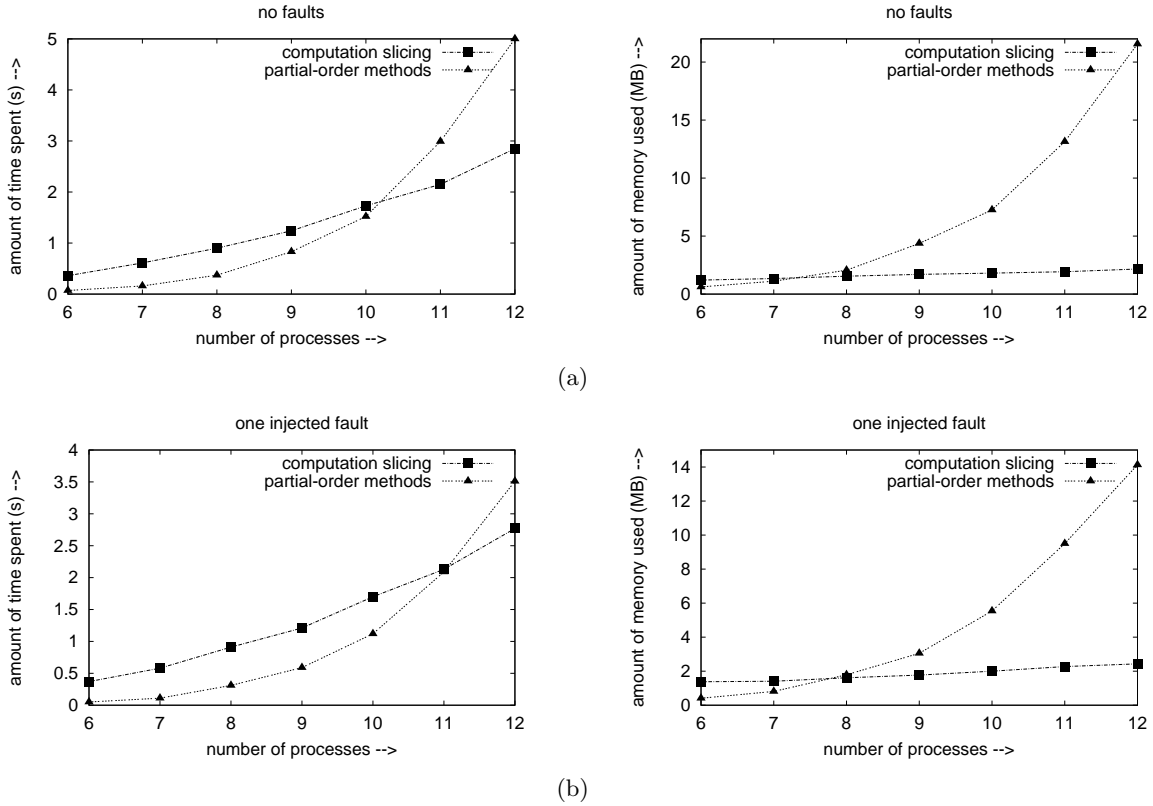 no faults
amount of time spent (s) -->
5
4
3
2
1
0
computation slicing
partial-order methods
6 7 8 9 10 11 12
number of processes -->
no faults
amount of memory used (MB) -->
20
15
10
5
0
computation slicing
partial-order methods
6 7 8 9 10 11 12
number of processes -->
(a)
one injected fault
amount of time spent (s) -->
4
3.5
3
2.5
2
1.5
1
0.5
0
computation slicing
partial-order methods
6 7 8 9 10 11 12
number of processes -->
one injected fault
amount of memory used (MB) -->
14
12
10
8
6
4
2
0
computation slicing
partial-order methods
6 7 8 9 10 11 12
number of processes -->
(b)